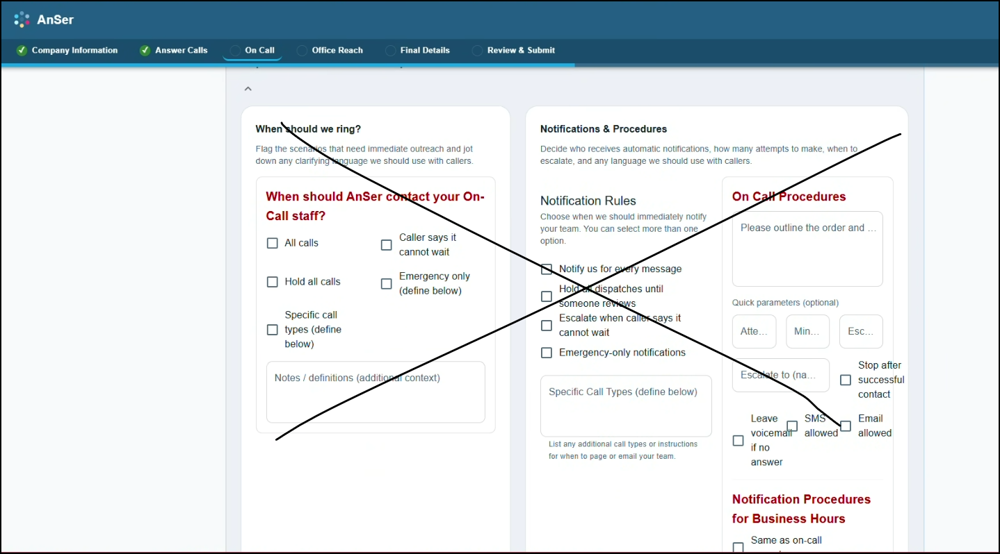 AnSer
Company Information
Answer Calls
On Call
Office Reach
Final Details
Review & Submit
When should we ring?
Flag the scenarios that need immediate outreach and jot
down any clarifying language we should use with callers.
When should AnSer contact your On-
Call staff?
All calls
Caller says it
cannot wait
Hold all calls
Emergency only
(define below)
Specific call
types (define
below)
Notes / definitions (additional context)
Notifications & Procedures
Decide who receives automatic notifications, how many attempts to make, when to
escalate, and any language we should use with callers.
Notification Rules
Choose when we should immediately notify
your team. You can select more than one
option.
Notify us for every message
Hold all dispatches until
someone reviews
Escalate when caller says it
cannot wait
Emergency-only notifications
Specific Call Types (define below)
List any additional call types or instructions
for when to page or email your team.
On Call Procedures
Please outline the order and ...
Quick parameters (optional)
Atte...
Min...
Esc...
Escalate to (na...
Stop after
successful
contact
Leave
voicemail
if no
answer
SMS
allowed
Email
allowed
Notification Procedures
for Business Hours
Same as on-call